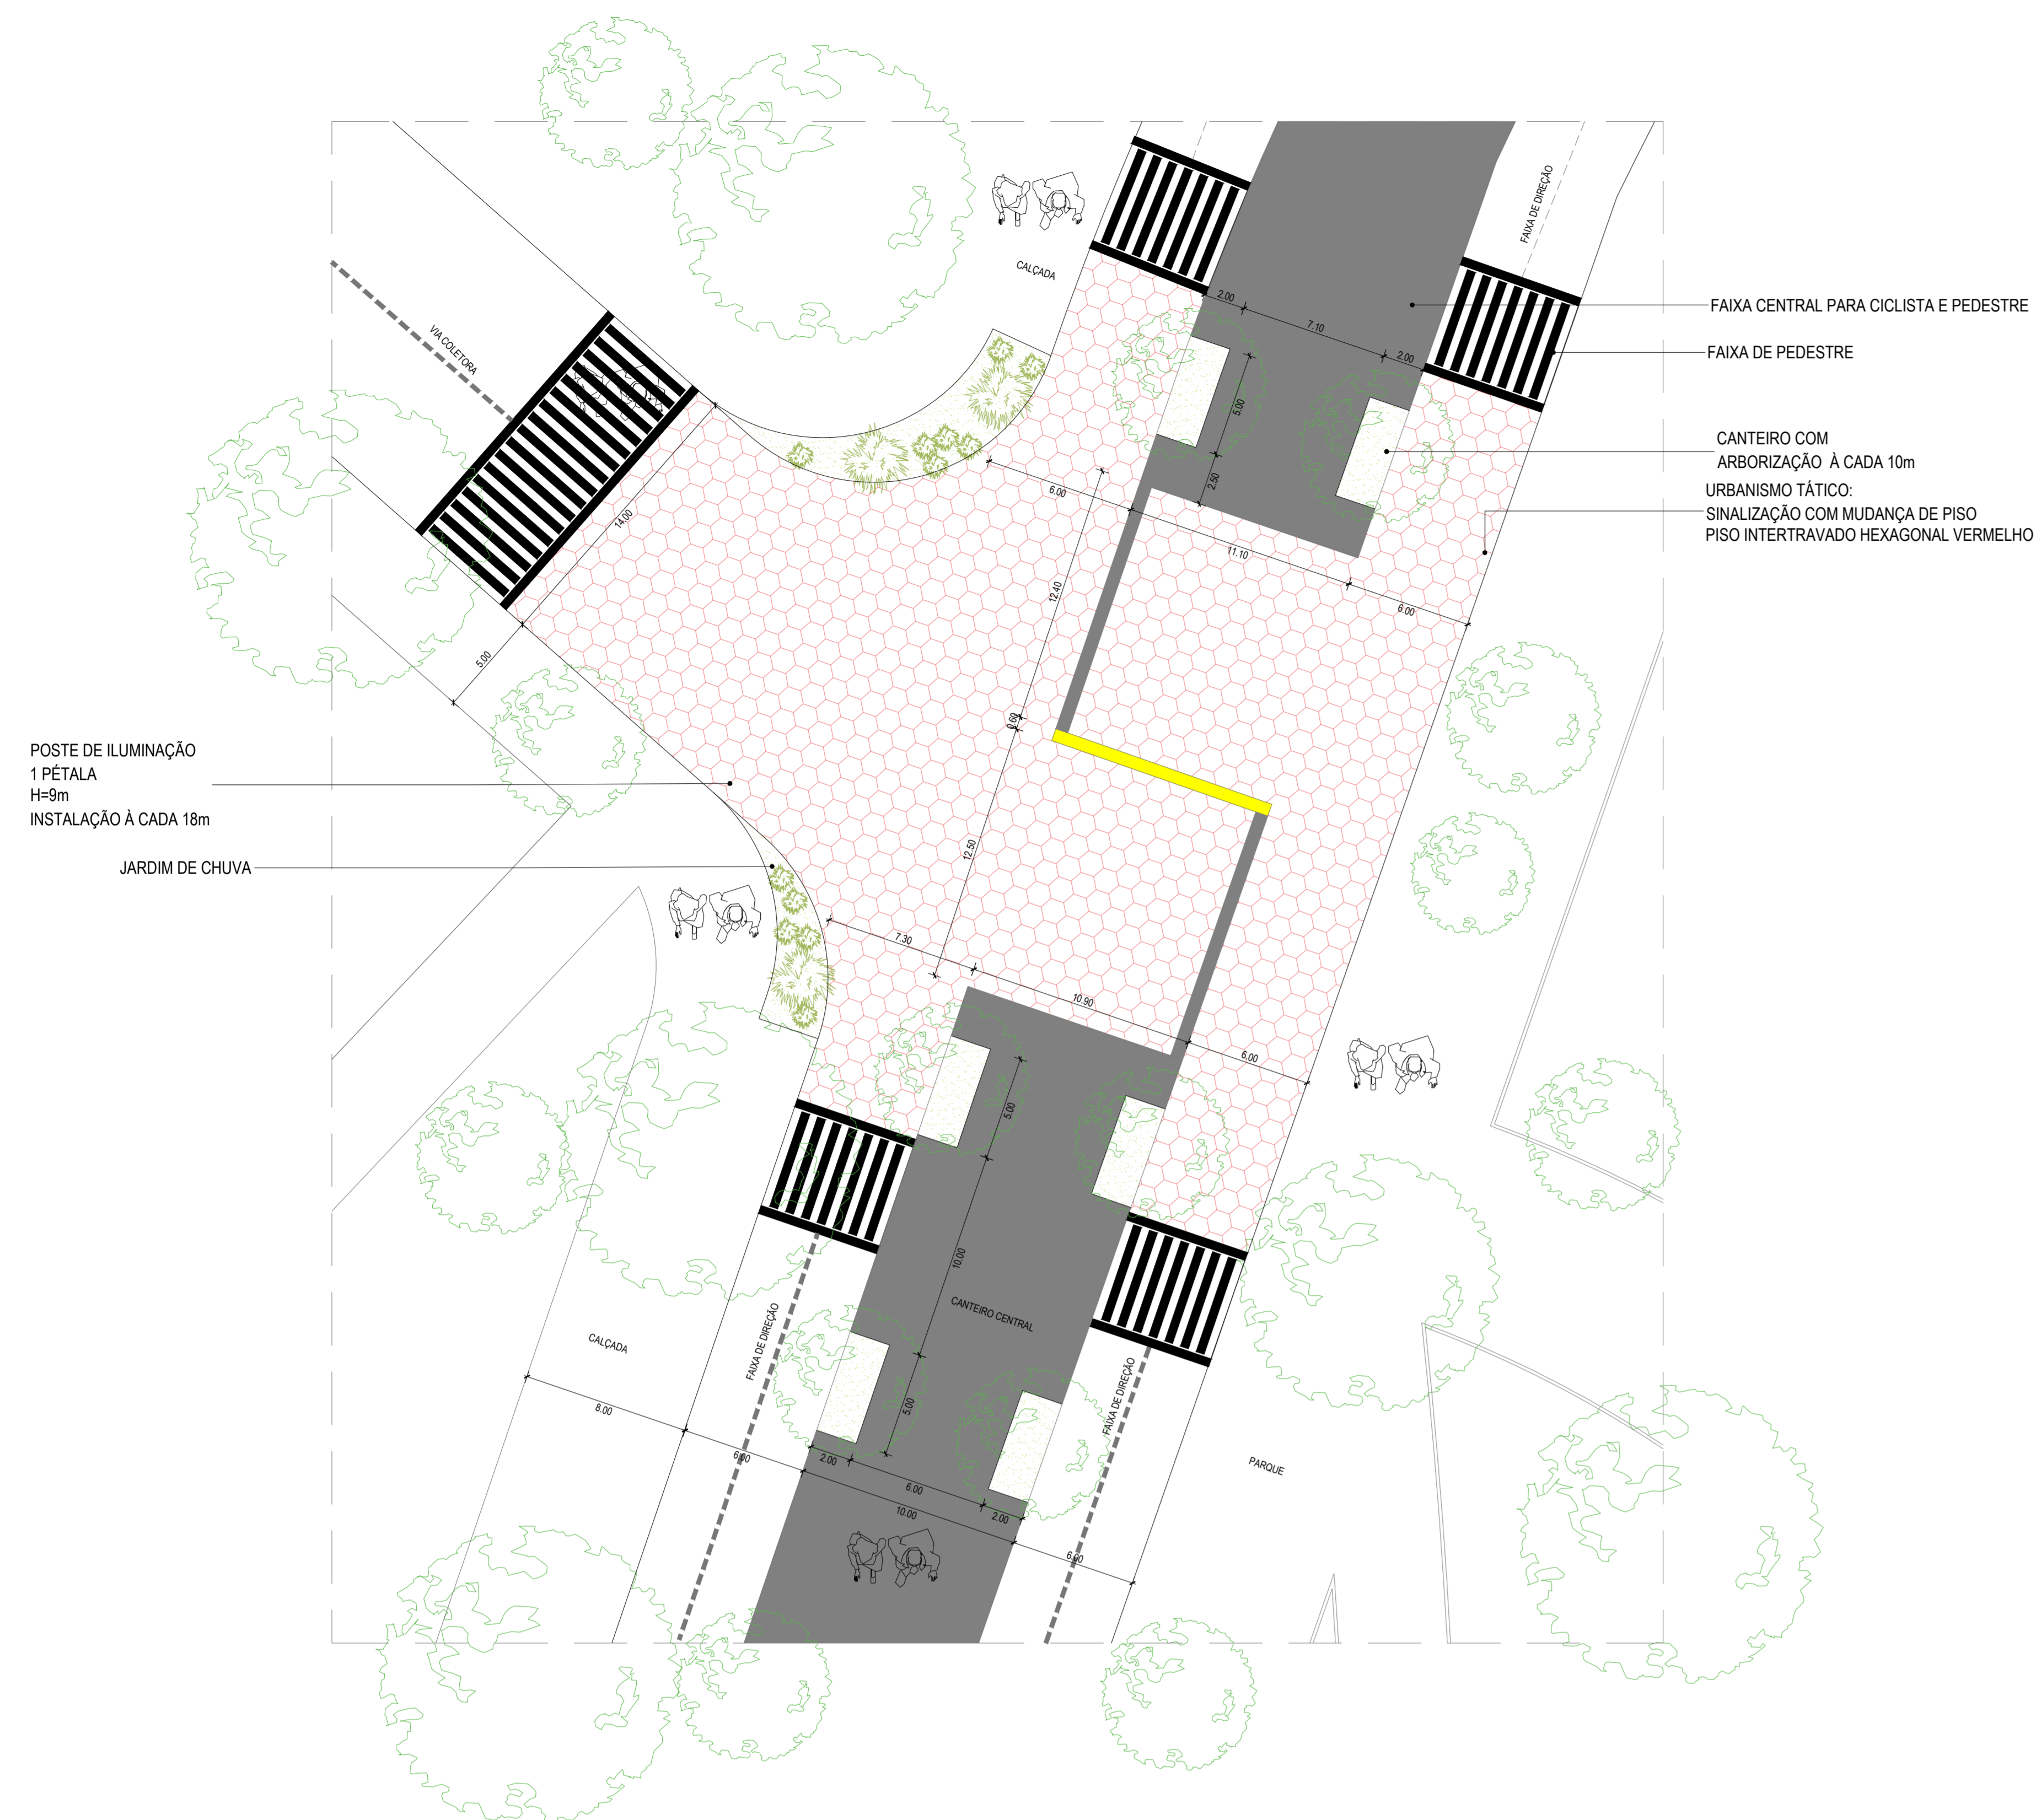 FAIXA DE DIREÇÃO
CALÇADA
VIA COLETORA
2.00
7.10
2.00
FAIXA CENTRAL PARA CICLISTA E PEDESTRE
FAIXA DE PEDESTRE
5.00
2.50
CANTEIRO COM
ARBORIZAÇÃO À CADA 10m
URBANISMO TÁTICO:
SINALIZAÇÃO COM MUDANÇA DE PISO
PISO INTERTRAVADO HEXAGONAL VERMELHO
14.00
6.00
11.10
6.00
12.40
5.00
0.60
POSTE DE ILUMINAÇÃO
1 PÉTALA
H=9m
INSTALAÇÃO À CADA 18m
JARDIM DE CHUVA
12.50
7.30
10.90
6.00
5.00
10.00
CANTEIRO CENTRAL
CALÇADA
FAIXA DE DIREÇÃO
FAIXA DE DIREÇÃO
5.00
8.00
6.00
2.00
6.00
2.00
10.00
6.00
PARQUE